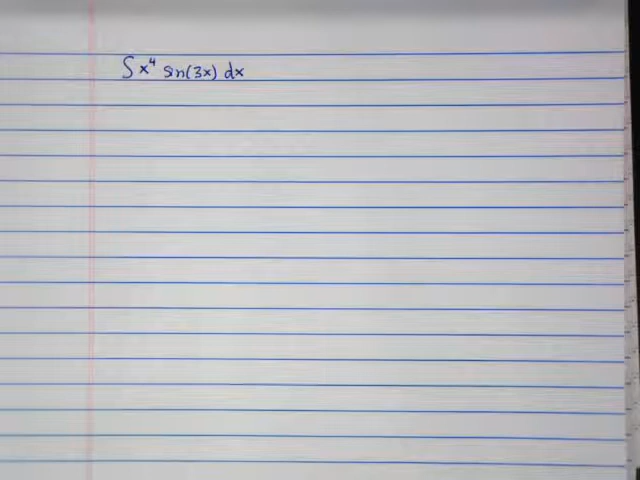 ∫x⁴ sin(3x) dx